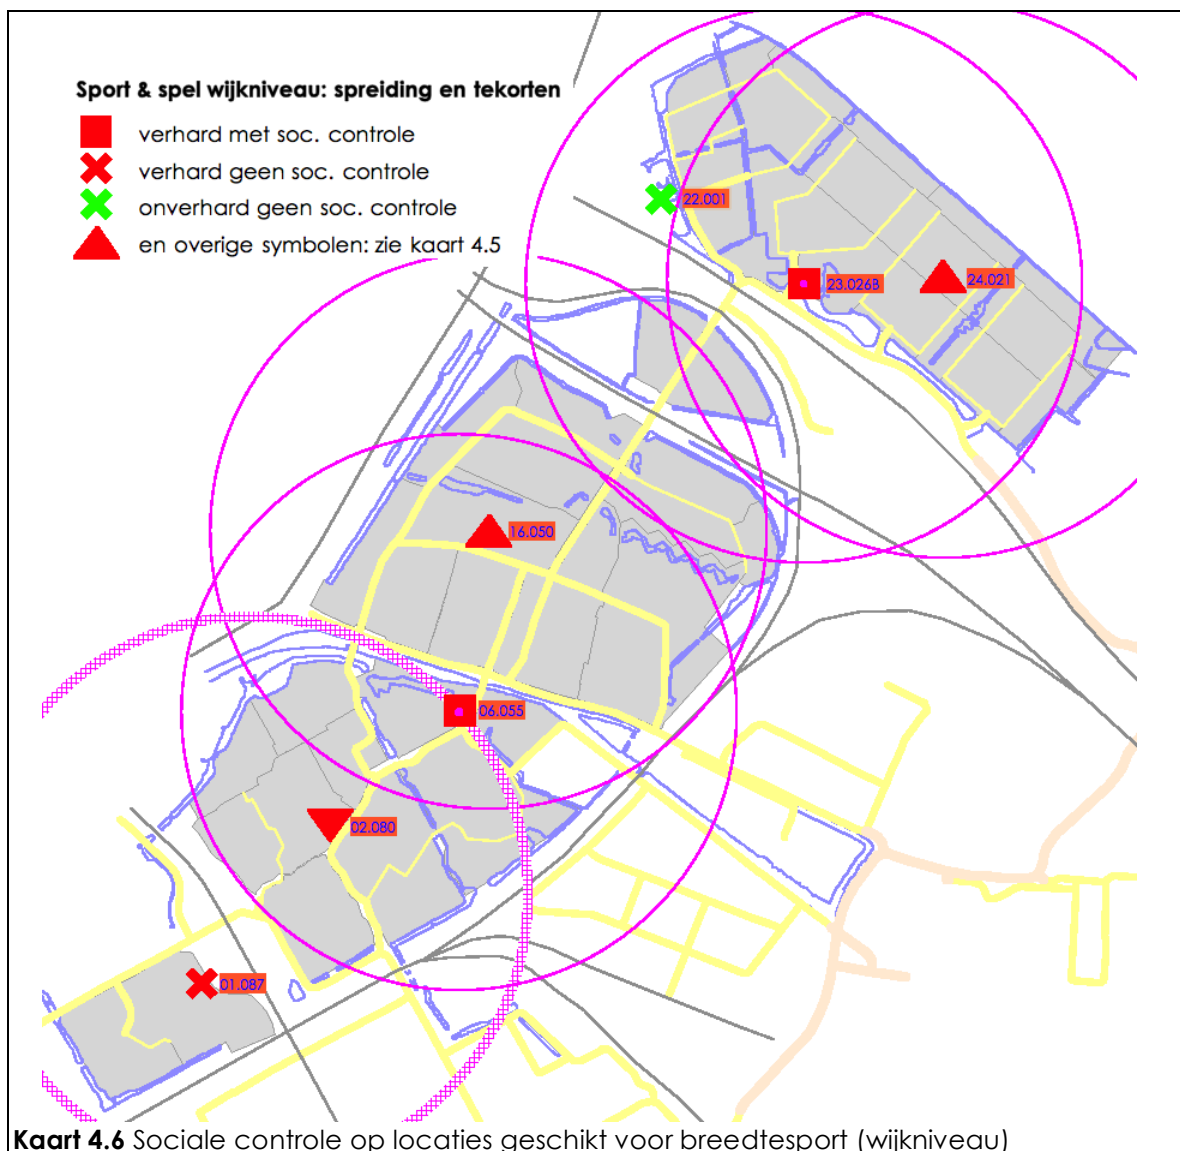 Sport & spel wijkniveau: spreiding en tekorten
verhard met soc. controle
verhard geen soc. controle
onverhard geen soc. controle
en overige symbolen: zie kaart 4.5
22.001
23.026B
24.021
16.050
06.055
02.080
01.087
Kaart 4.6 Sociale controle op locaties geschikt voor breedtesport (wijkniveau)